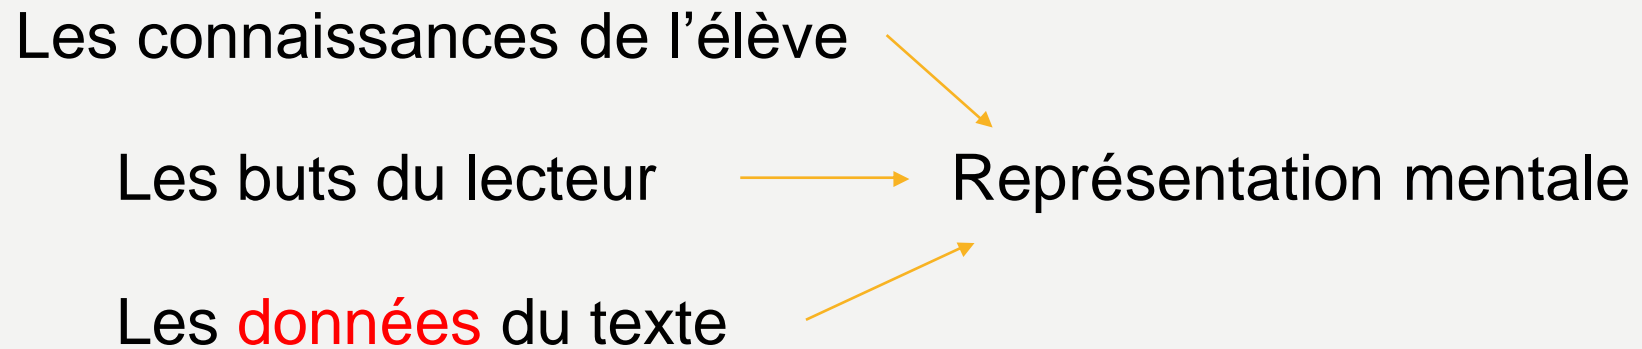 Les connaissances de l’élève
Les buts du lecteur
Représentation mentale
Les données du texte